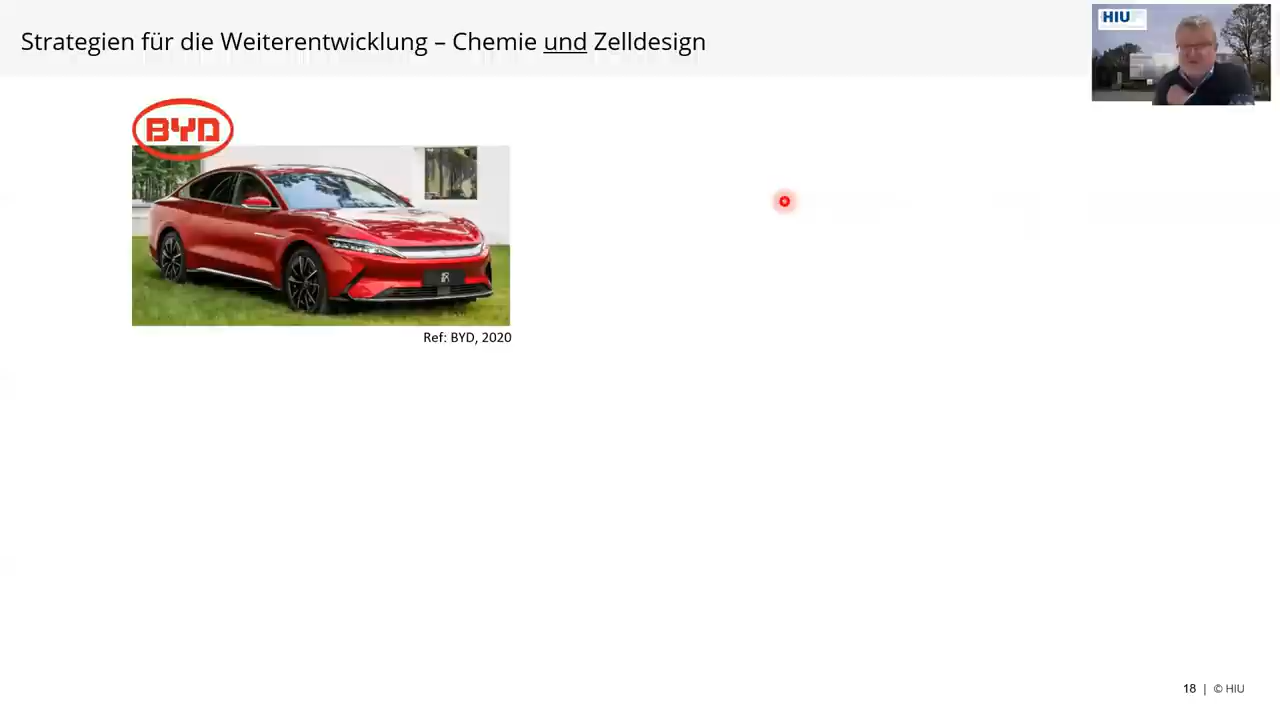 Strategien für die Weiterentwicklung – Chemie und Zelldesign
HIU
BYD
Ref: BYD, 2020
18 | © HIU